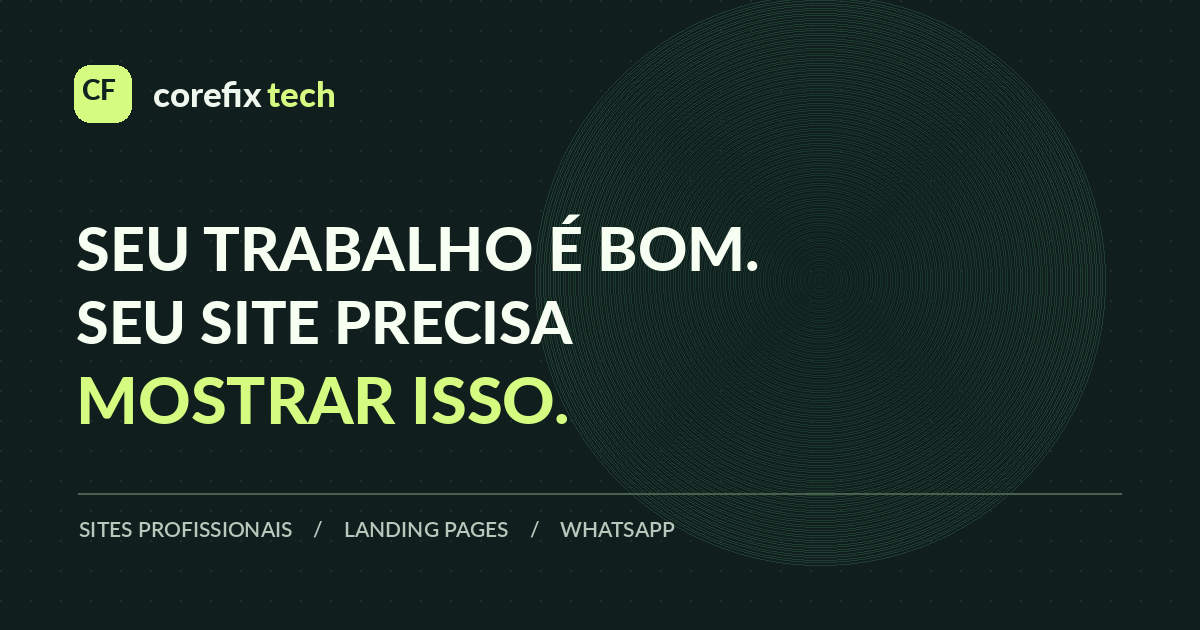 CF
corefix tech
SEU TRABALHO É BOM.
SEU SITE PRECISA
MOSTRAR ISSO.
SITES PROFISSIONAIS / LANDING PAGES / WHATSAPP